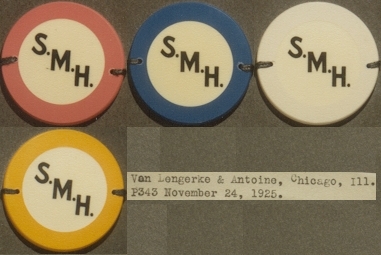 S.M.H.
S.M.H.
S.M.H.
S.M.H.
Van Lengerke & Antoine, Chicago, Ill.
P343 November 24, 1925.